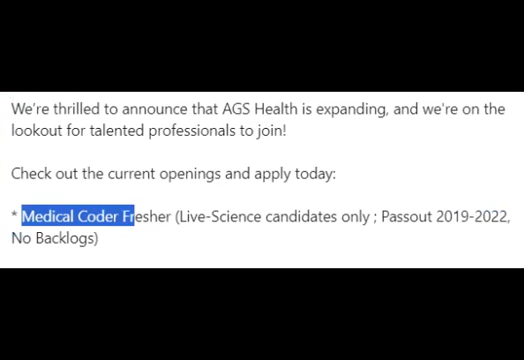 We're thrilled to announce that AGS Health is expanding, and we're on the
lookout for talented professionals to join!
Check out the current openings and apply today:
* Medical Coder Fresher (Live-Science candidates only ; Passout 2019-2022,
No Backlogs)